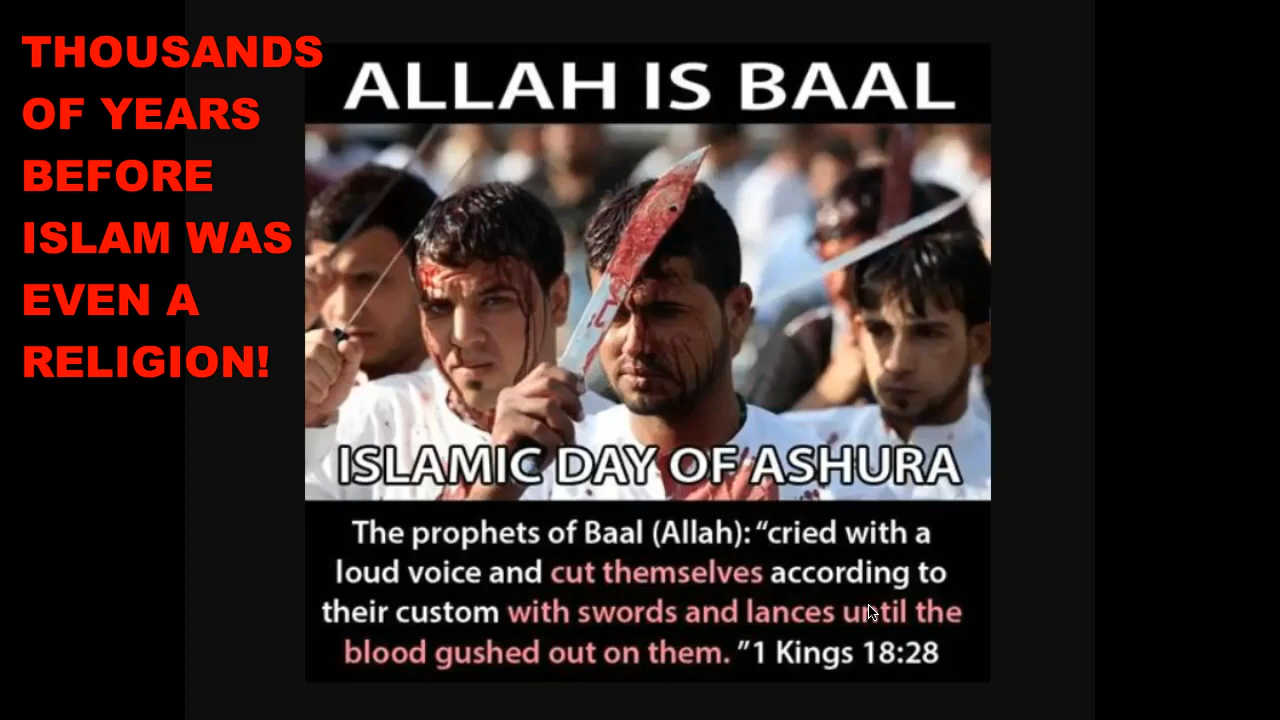 THOUSANDS
OF YEARS
BEFORE
ISLAM WAS
EVEN A
RELIGION!
ALLAH IS BAAL
ISLAMIC DAY OF ASHURA
The prophets of Baal (Allah): “cried with a
loud voice and cut themselves according to
their custom with swords and lances until the
blood gushed out on them. ”1 Kings 18:28